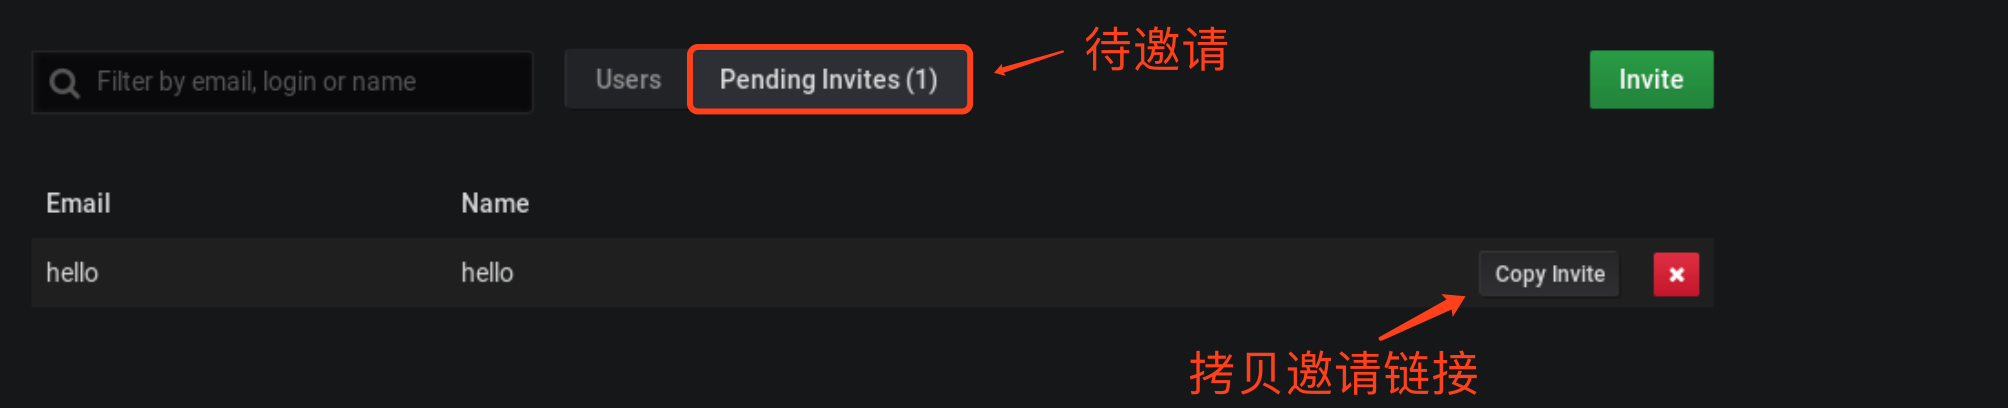 Filter by email, login or name
Users
Pending Invites (1)
待邀请
Invite
Email
Name
hello
hello
Copy Invite
拷贝邀请链接